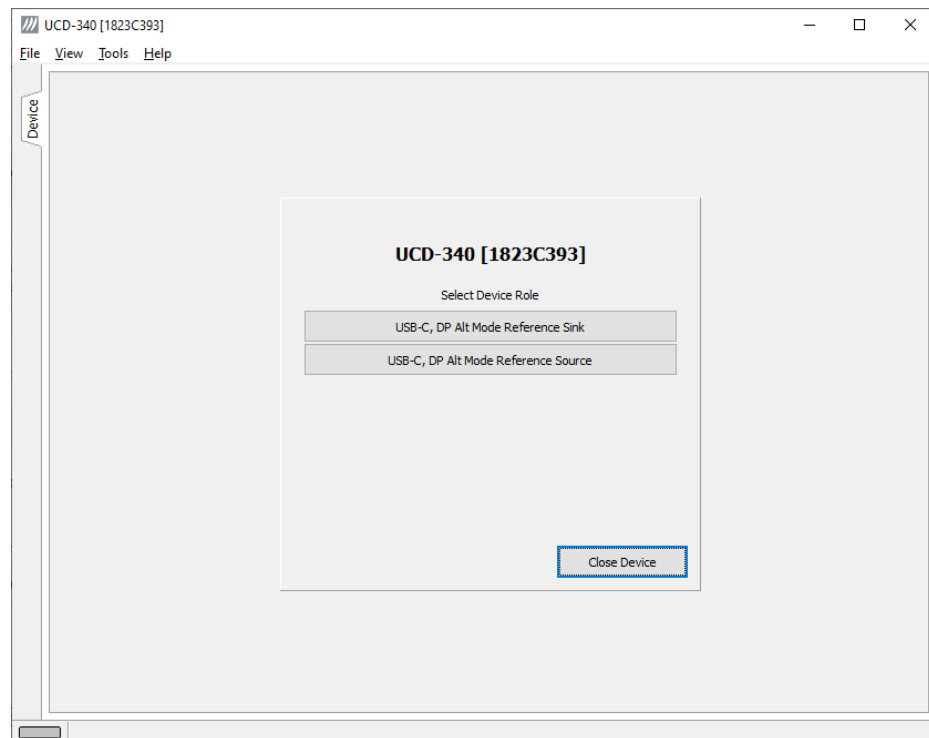 UCD-340 [1823C393]
File View Tools Help
Device
UCD-340 [1823C393]
Select Device Role
USB-C, DP Alt Mode Reference Sink
USB-C, DP Alt Mode Reference Source
Close Device